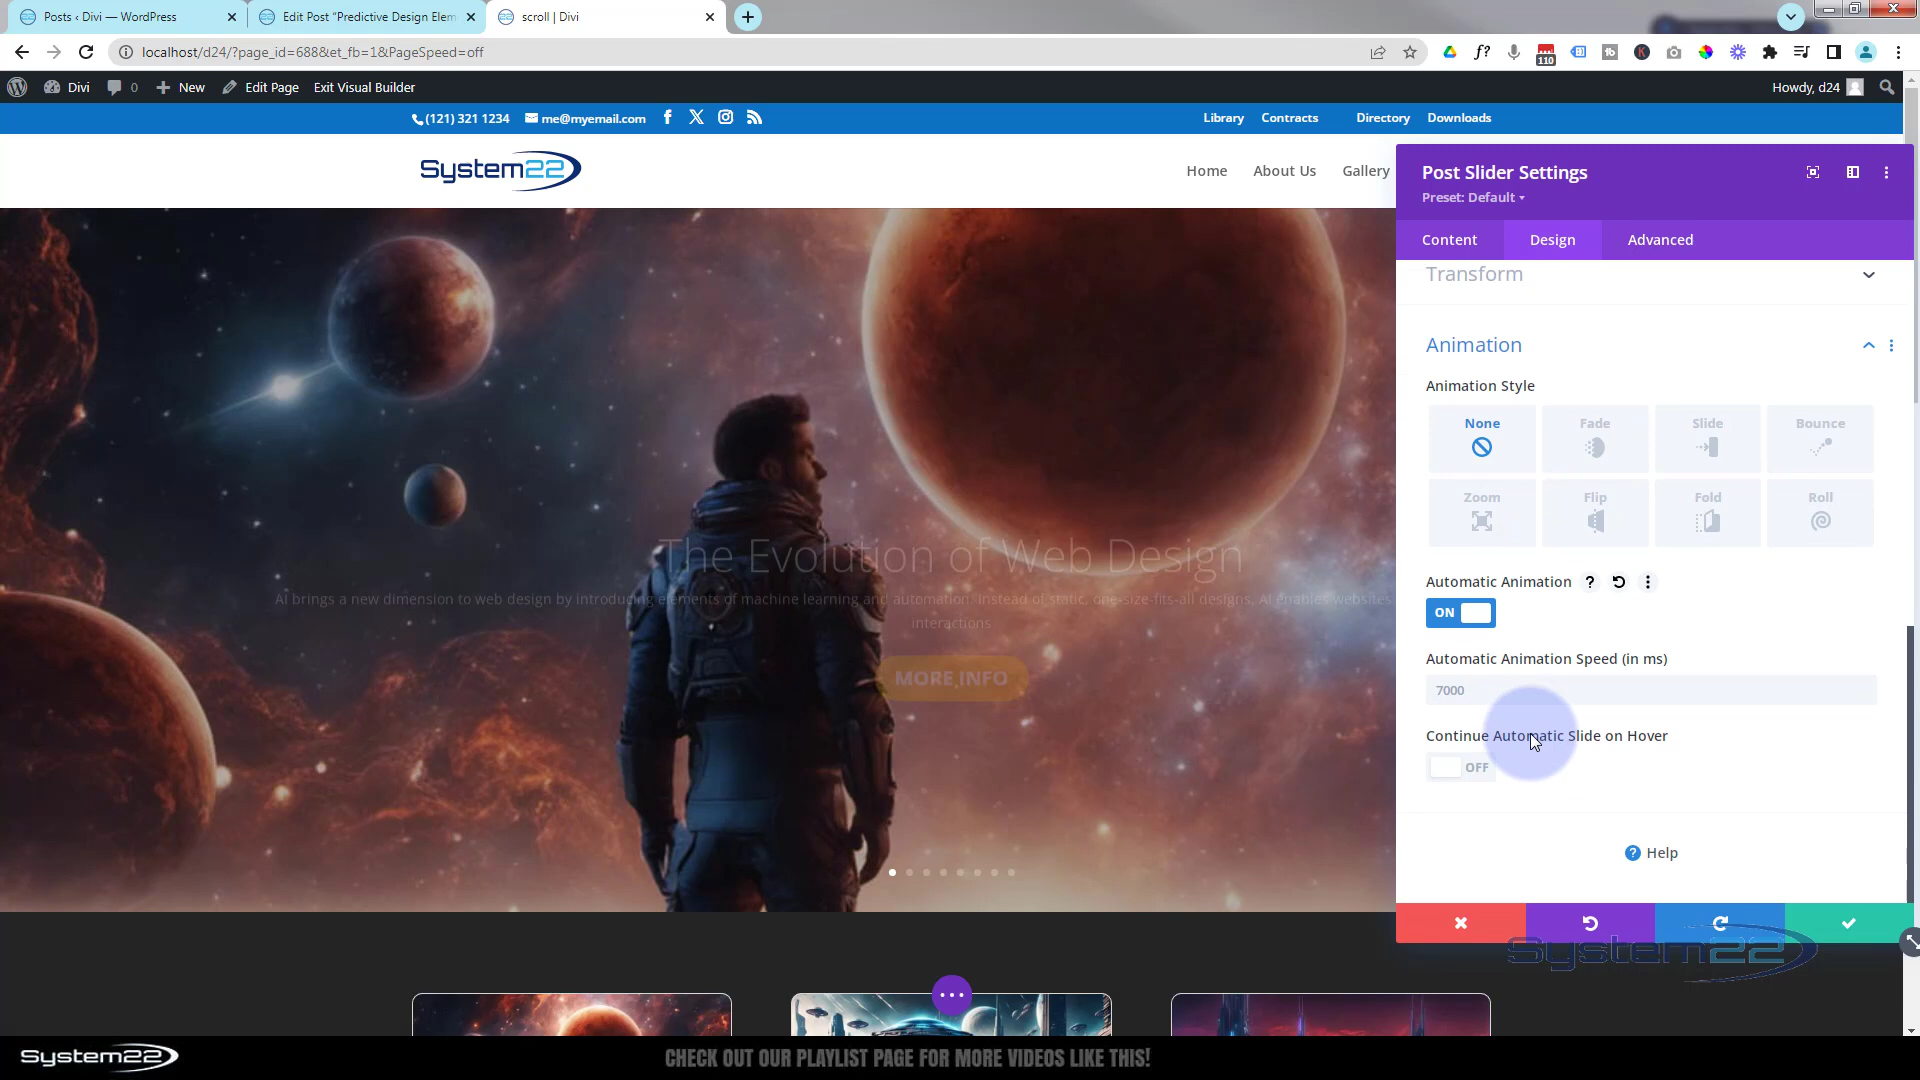 Posts ‹ Divi — WordPress
Edit Post "Predictive Design Elem
scroll | Divi
localhost/d24/?page_id=688&et_fb=1&PageSpeed=off
110
Divi
0
New
Edit Page
Exit Visual Builder
Howdy, d24
(121) 321 1234
me@myemail.com
Library
Contracts
Directory
Downloads
System22
Home
About Us
Gallery
Post Slider Settings
Preset: Default
Content
Design
Advanced
Transform
Animation
Animation Style
None
Fade
Slide
Bounce
Zoom
Flip
Fold
Roll
Automatic Animation
ON
Automatic Animation Speed (in ms)
7000
Continue Automatic Slide on Hover
OFF
Help
The Evolution of Web Design
AI brings a new dimension to web design by introducing elements of machine learning and automation. Instead of static, one-size-fits-all designs, AI enables websites
interactions
MORE INFO
System22
System22
CHECK OUT OUR PLAYLIST PAGE FOR MORE VIDEOS LIKE THIS!